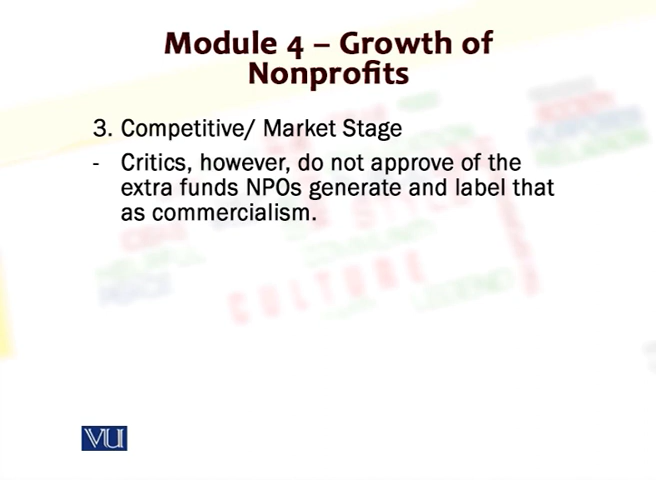 Module 4 – Growth of
Nonprofits
3. Competitive/ Market Stage
- Critics, however, do not approve of the
extra funds NPOs generate and label that
as commercialism.
CULTURE
VU